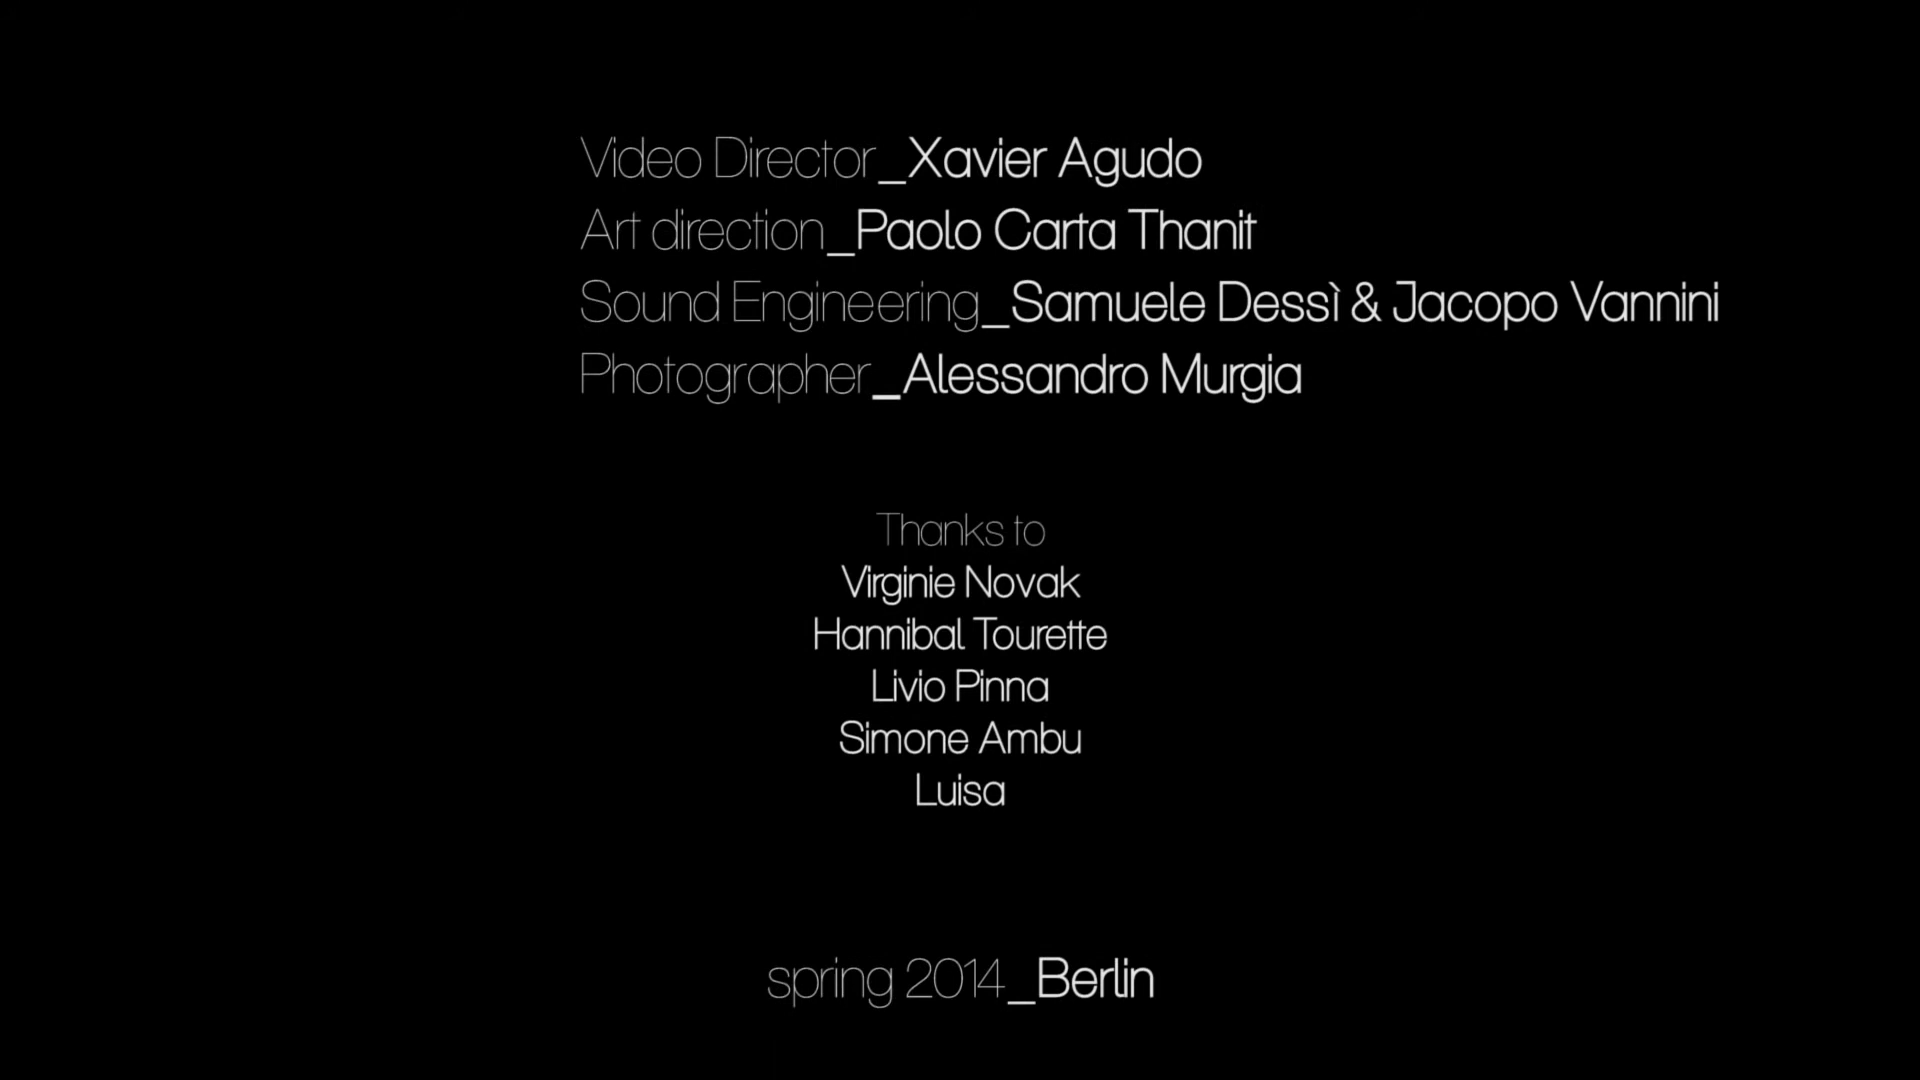 Video Director_Xavier Agudo
Art direction_Paolo Carta Thanit
Sound Engineering_Samuele Dessì & Jacopo Vannini
Photographer_Alessandro Murgia
Thanks to
Virginie Novak
Hannibal Tourette
Livio Pinna
Simone Ambu
Luisa
spring 2014_Berlin